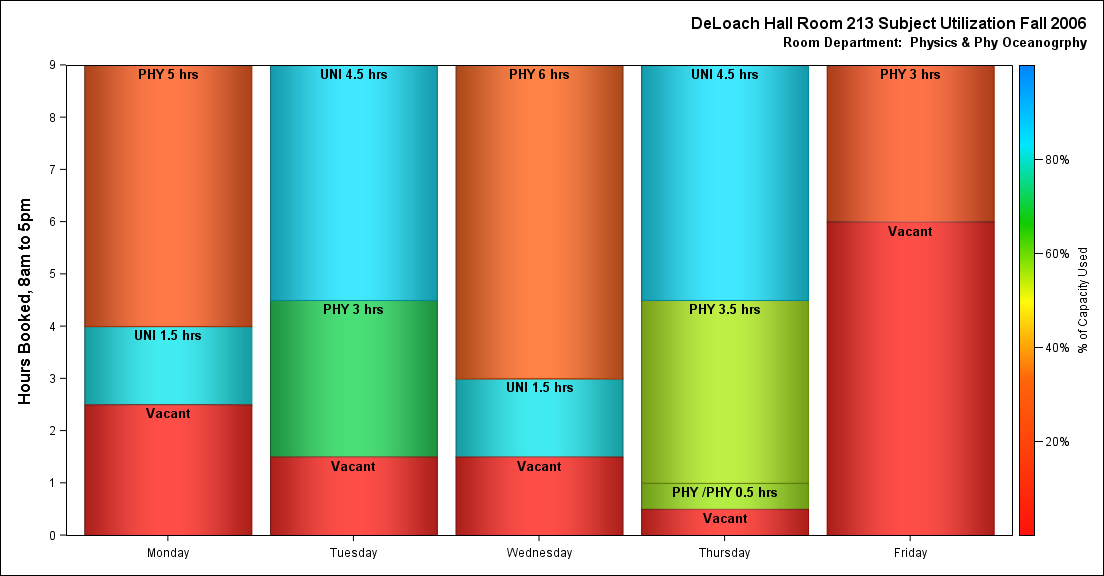 DeLoach Hall Room 213 Subject Utilization Fall 2006
Room Department:  Physics & Phy Oceanogrphy
Hours Booked, 8am to 5pm
9
8
7
6
5
4
3
2
1
0
PHY 5 hrs
UNI 1.5 hrs
Vacant
UNI 4.5 hrs
PHY 3 hrs
Vacant
PHY 6 hrs
UNI 1.5 hrs
Vacant
UNI 4.5 hrs
PHY 3.5 hrs
PHY /PHY 0.5 hrs
Vacant
PHY 3 hrs
Vacant
Monday
Tuesday
Wednesday
Thursday
Friday
80%
60%
40%
20%
% of Capacity Used